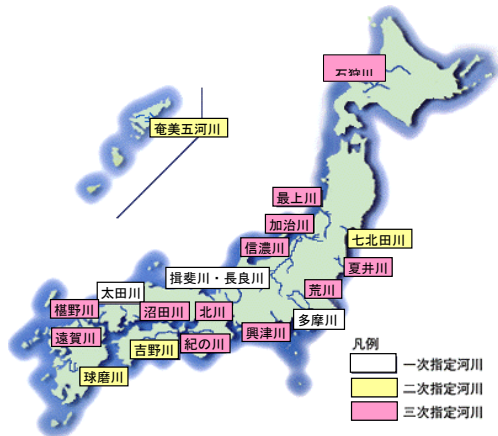 石狩川
奄美五河川
最上川
加治川
信濃川
七北田川
夏井川
揖斐川・長良川
荒川
太田川
多摩川
椹野川
沼田川
北川
興津川
遠賀川
吉野川
紀の川
球磨川
凡例
一次指定河川
二次指定河川
三次指定河川